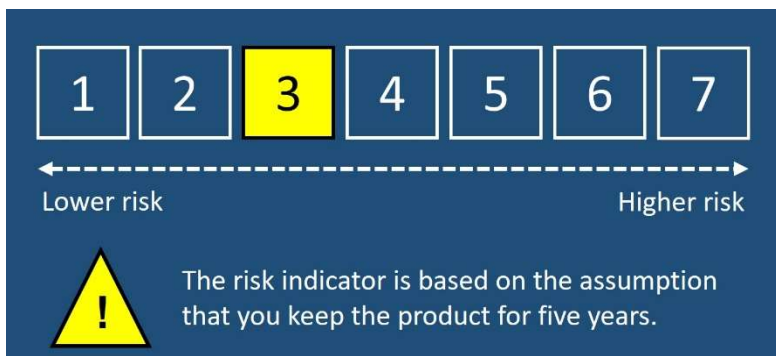 1 2 3 4 5 6 7
Lower risk Higher risk
! The risk indicator is based on the assumption
that you keep the product for five years.